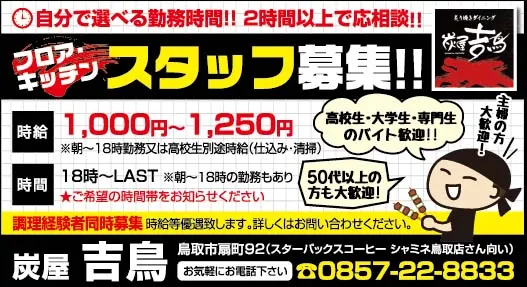 自分で選べる勤務時間!! 2時間以上で応相談!!
フロア・
キッチン
スタッフ募集!!
炙り焼きダイニング
炭屋 吉鳥
時給
1,000円〜1,250円
※朝〜18時勤務又は高校生別途時給(仕込み・清掃)
高校生・大学生・専門生
のバイト歓迎!!
主婦の方
大歓迎!
時間
18時〜LAST ※朝〜18時の勤務もあり
★ご希望の時間帯をお知らせください
50代以上の
方も大歓迎!
調理経験者同時募集 時給等優遇致します。詳しくはお問い合わせください。
炭屋 吉鳥
鳥取市扇町92(スターバックスコーヒー シャミネ鳥取店さん向い)
お気軽にお電話下さい ☎0857-22-8833